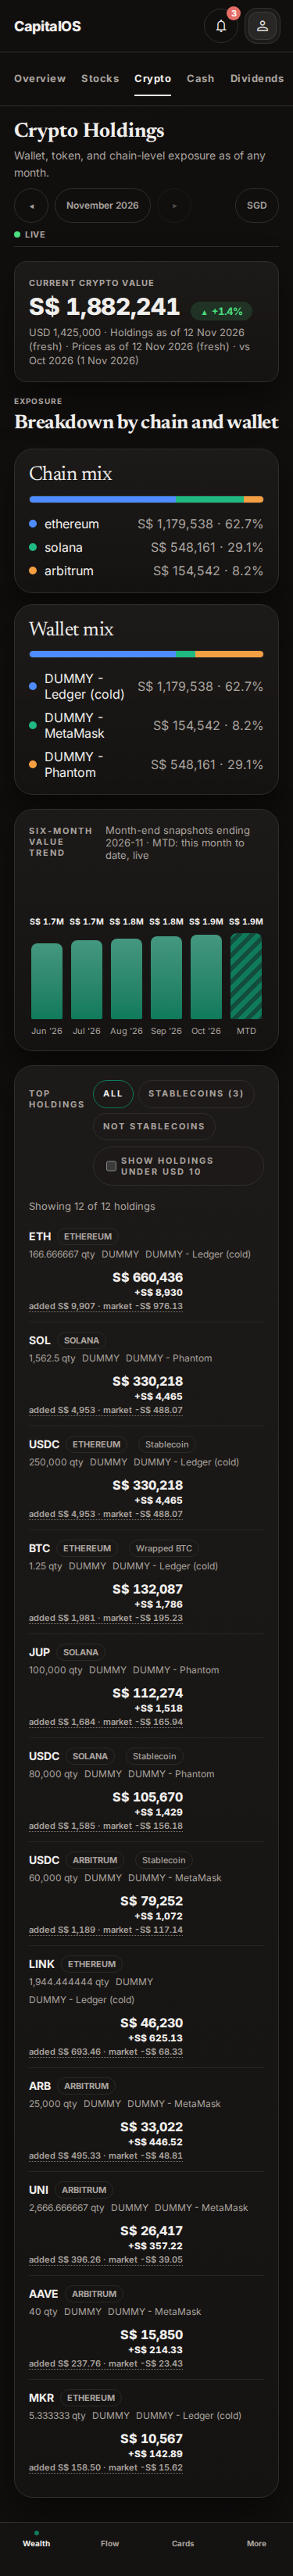 CapitalOS
3
Overview Stocks Crypto Cash Dividends
Crypto Holdings
Wallet, token, and chain-level exposure as of any
month.
◂ November 2026 ▸ SGD
LIVE
CURRENT CRYPTO VALUE
S$ 1,882,241 ▲ +1.4%
USD 1,425,000 · Holdings as of 12 Nov 2026
(fresh) · Prices as of 12 Nov 2026 (fresh) · vs
Oct 2026 (1 Nov 2026)
EXPOSURE
Breakdown by chain and wallet
Chain mix
ethereum S$ 1,179,538 · 62.7%
solana S$ 548,161 · 29.1%
arbitrum S$ 154,542 · 8.2%
Wallet mix
DUMMY -
Ledger (cold) S$ 1,179,538 · 62.7%
DUMMY -
MetaMask S$ 154,542 · 8.2%
DUMMY -
Phantom S$ 548,161 · 29.1%
SIX-MONTH
VALUE
TREND
Month-end snapshots ending
2026-11 · MTD: this month to
date, live
S$ 1.7M S$ 1.7M S$ 1.8M S$ 1.8M S$ 1.9M S$ 1.9M
Jun '26 Jul '26 Aug '26 Sep '26 Oct '26 MTD
TOP
HOLDINGS
ALL STABLECOINS (3)
NOT STABLECOINS
SHOW HOLDINGS
UNDER USD 10
Showing 12 of 12 holdings
ETH ETHEREUM
166.666667 qty DUMMY DUMMY - Ledger (cold)
S$ 660,436
+S$ 8,930
added S$ 9,907 · market -S$ 976.13
SOL SOLANA
1,562.5 qty DUMMY DUMMY - Phantom
S$ 330,218
+S$ 4,465
added S$ 4,953 · market -S$ 488.07
USDC ETHEREUM Stablecoin
250,000 qty DUMMY DUMMY - Ledger (cold)
S$ 330,218
+S$ 4,465
added S$ 4,953 · market -S$ 488.07
BTC ETHEREUM Wrapped BTC
1.25 qty DUMMY DUMMY - Ledger (cold)
S$ 132,087
+S$ 1,786
added S$ 1,981 · market -S$ 195.23
JUP SOLANA
100,000 qty DUMMY DUMMY - Phantom
S$ 112,274
+S$ 1,518
added S$ 1,684 · market -S$ 165.94
USDC SOLANA Stablecoin
80,000 qty DUMMY DUMMY - Phantom
S$ 105,670
+S$ 1,429
added S$ 1,585 · market -S$ 156.18
USDC ARBITRUM Stablecoin
60,000 qty DUMMY DUMMY - MetaMask
S$ 79,252
+S$ 1,072
added S$ 1,189 · market -S$ 117.14
LINK ETHEREUM
1,944.444444 qty DUMMY
DUMMY - Ledger (cold)
S$ 46,230
+S$ 625.13
added S$ 693.46 · market -S$ 68.33
ARB ARBITRUM
25,000 qty DUMMY DUMMY - MetaMask
S$ 33,022
+S$ 446.52
added S$ 495.33 · market -S$ 48.81
UNI ARBITRUM
2,666.666667 qty DUMMY DUMMY - MetaMask
S$ 26,417
+S$ 357.22
added S$ 396.26 · market -S$ 39.05
AAVE ARBITRUM
40 qty DUMMY DUMMY - MetaMask
S$ 15,850
+S$ 214.33
added S$ 237.76 · market -S$ 23.43
MKR ETHEREUM
5.333333 qty DUMMY DUMMY - Ledger (cold)
S$ 10,567
+S$ 142.89
added S$ 158.50 · market -S$ 15.62
Wealth Flow Cards More